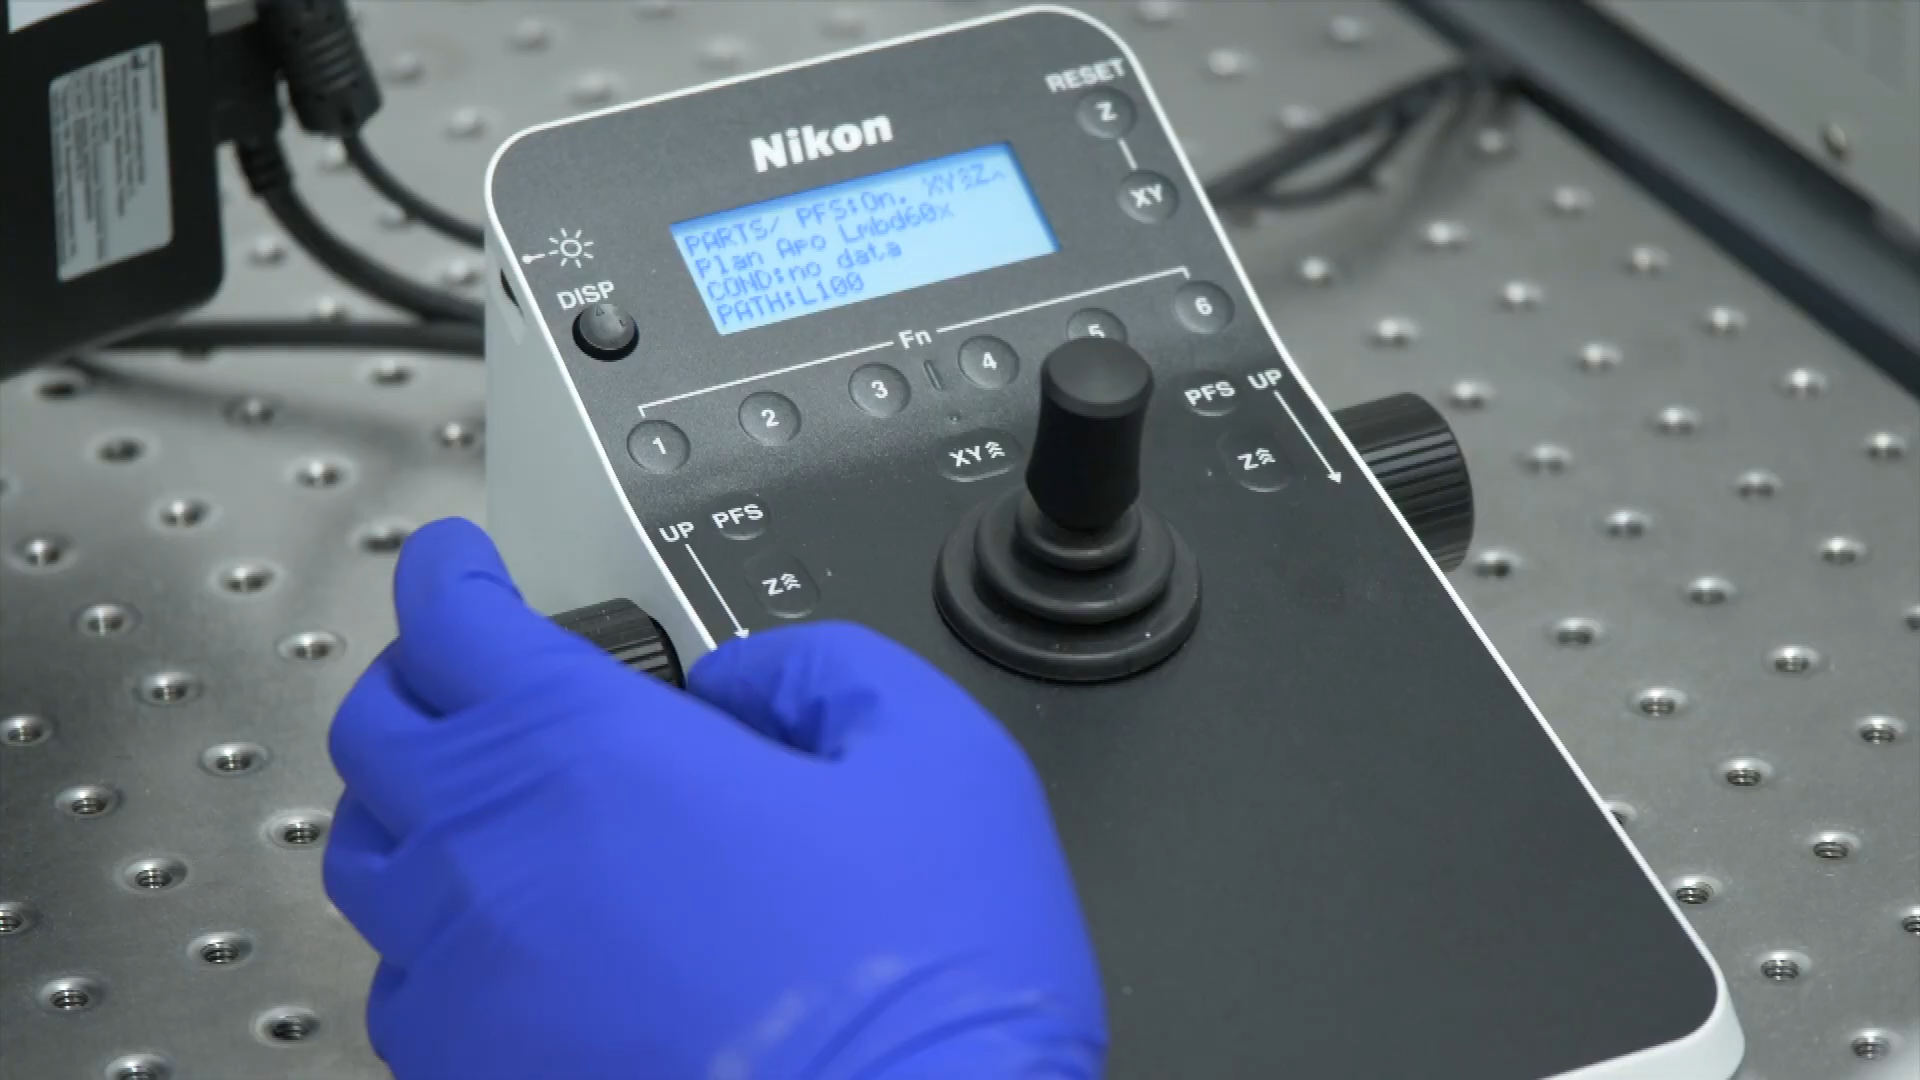 RESET
Z
Nikon
XY
PARTS/ PFS:On. XY Z
Plan Apo Lmbd60x
COND:no data
PATH:L100
DISP
Fn
1
2
3
4
5
6
XY
PFS UP
Z
UP PFS
Z